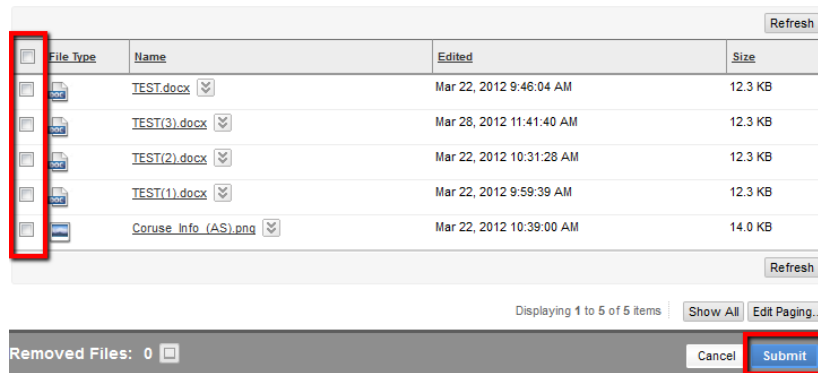 Refresh
File Type Name Edited Size
DOC TEST.docx Mar 22, 2012 9:46:04 AM 12.3 KB
DOC TEST(3).docx Mar 28, 2012 11:41:40 AM 12.3 KB
DOC TEST(2).docx Mar 22, 2012 10:31:28 AM 12.3 KB
DOC TEST(1).docx Mar 22, 2012 9:59:39 AM 12.3 KB
Coruse_Info_(AS).png Mar 22, 2012 10:39:00 AM 14.0 KB
Refresh
Displaying 1 to 5 of 5 items Show All Edit Paging..
Removed Files: 0 Cancel Submit